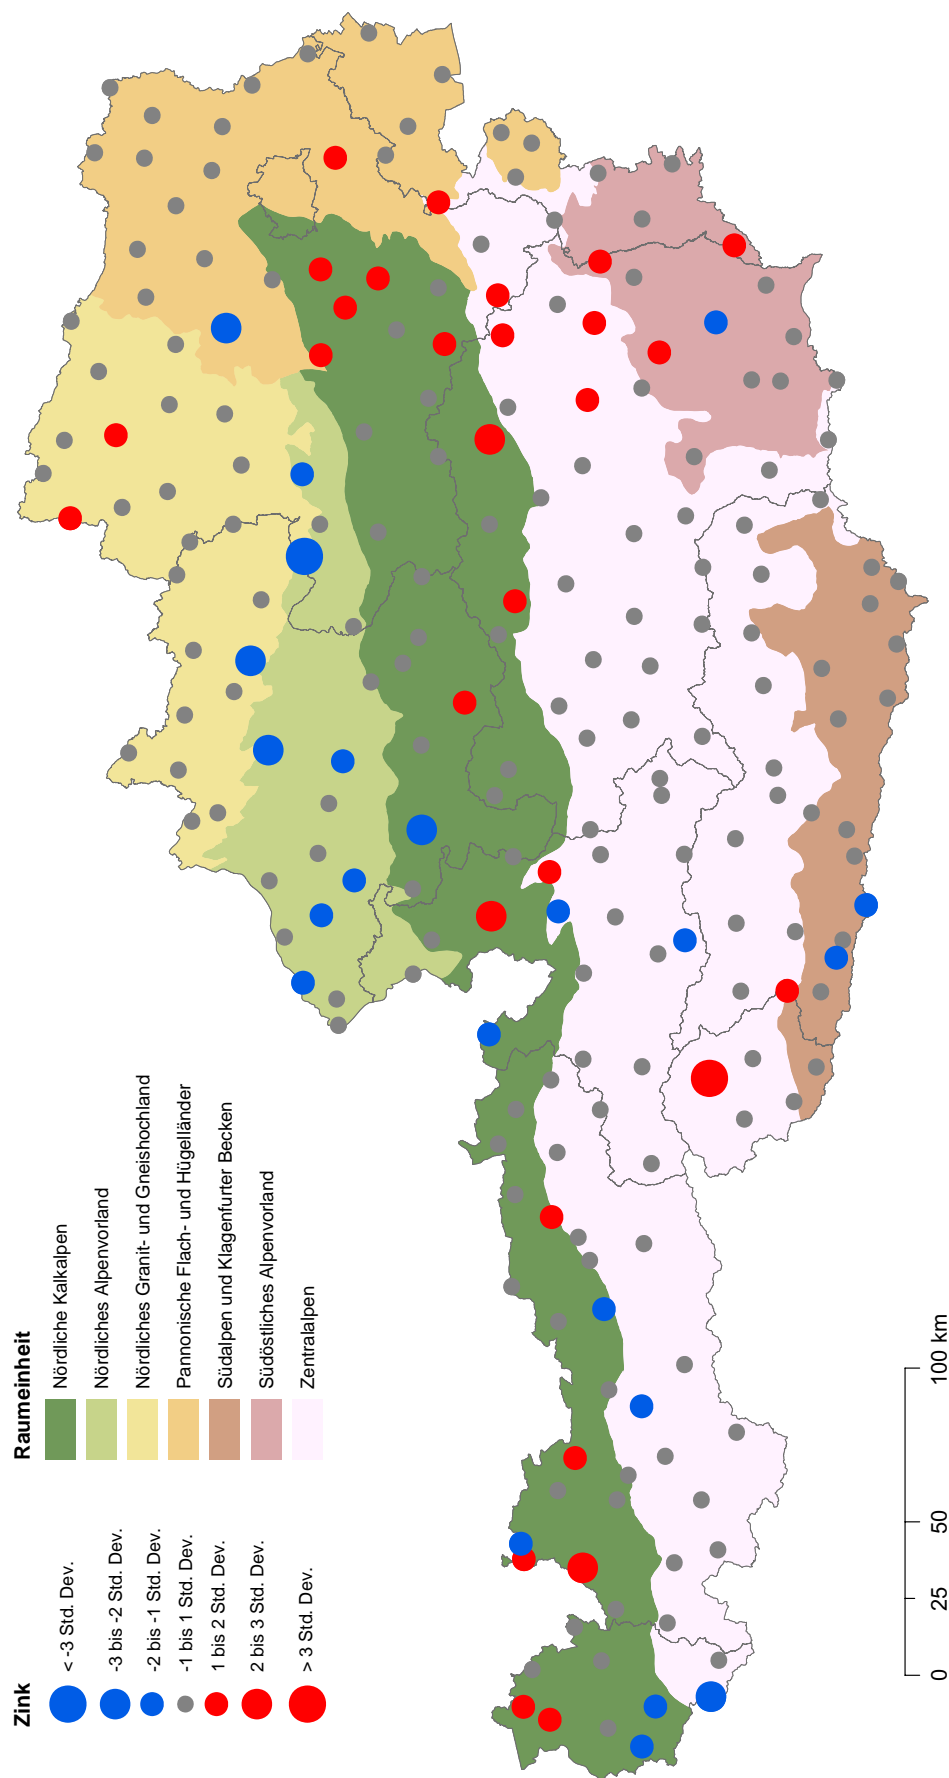 Zink
< -3 Std. Dev.
-3 bis -2 Std. Dev.
-2 bis -1 Std. Dev.
-1 bis 1 Std. Dev.
1 bis 2 Std. Dev.
2 bis 3 Std. Dev.
> 3 Std. Dev.
Raumeinheit
Nördliche Kalkalpen
Nördliches Alpenvorland
Nördliches Granit- und Gneishochland
Pannonische Flach- und Hügelländer
Südalpen und Klagenfurter Becken
Südöstliches Alpenvorland
Zentralalpen
0 25 50 100 km